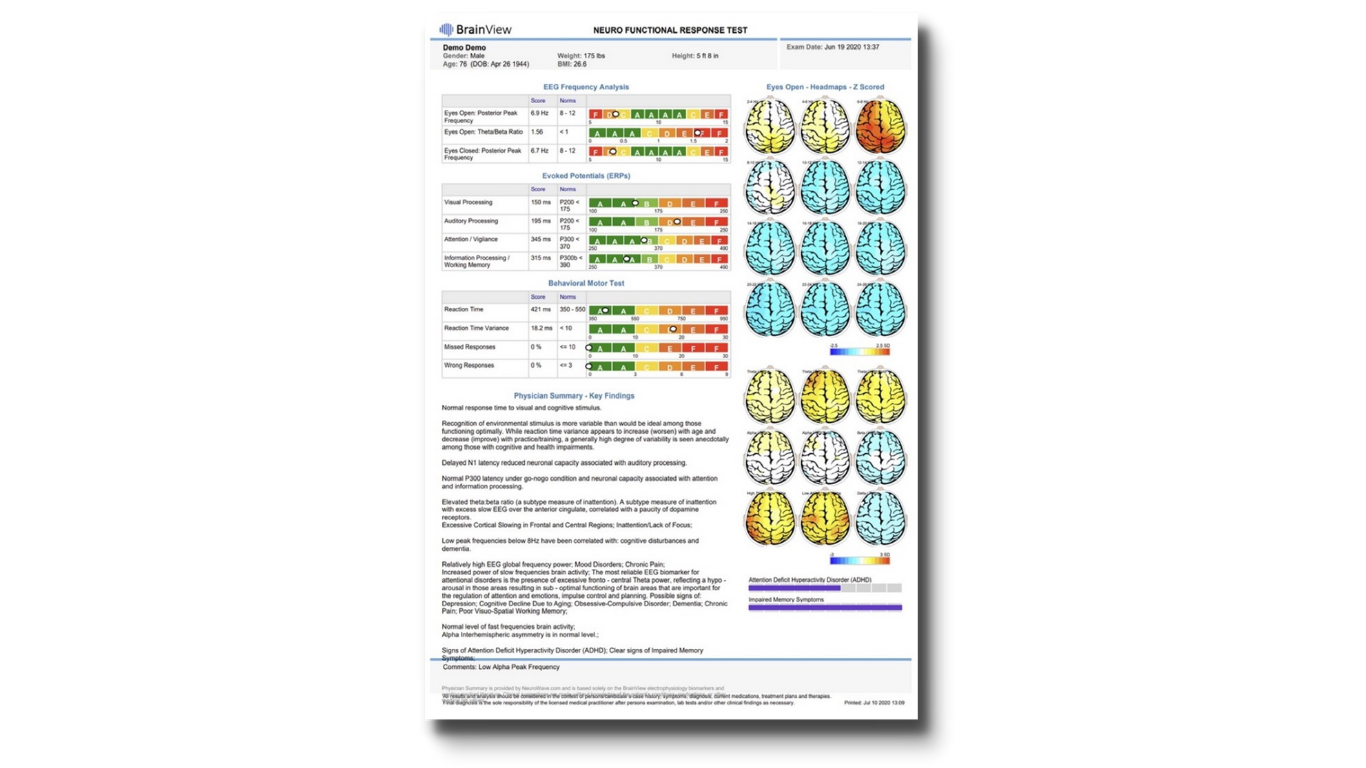 BrainView
NEURO FUNCTIONAL RESPONSE TEST
Demo Demo
Gender: Male
Age: 76 (DOB: Apr 26 1944)
Weight: 175 lbs
BMI: 26.6
Height: 5 ft 8 in
Exam Date: Jun 19 2020 13:37
EEG Frequency Analysis
Score Norms
Eyes Open: Posterior Peak
Frequency
6.9 Hz 8 - 12
F D C A A A A C E F
5 10 15
Eyes Open: Theta/Beta Ratio 1.56 < 1
A A A C D E F F
0 0.5 1 1.5 2
Eyes Closed: Posterior Peak
Frequency
6.7 Hz 8 - 12
F C A A A A C E F
5 10 15
Evoked Potentials (ERPs)
Score Norms
Visual Processing 150 ms P200 <
175
A A B D E F
100 175 250
Auditory Processing 195 ms P200 <
175
A A B D E F
100 175 250
Attention / Vigilance 345 ms P300 <
370
A A A B C D E F
250 370 490
Information Processing /
Working Memory
315 ms P300b <
390
A A A B C D E F
250 370 490
Behavioral Motor Test
Score Norms
Reaction Time 421 ms 350 - 550
A A C D E F
350 550 750 950
Reaction Time Variance 18.2 ms < 10
A A C D E F
0 10 20 30
Missed Responses 0 % <= 10
A A C E F F
0 10 20 30
Wrong Responses 0 % <= 3
A A C D E F
0 3 6 9
Physician Summary - Key Findings
Normal response time to visual and cognitive stimulus.
Recognition of environmental stimulus is more variable than would be ideal among those
functioning optimally. While reaction time variance appears to increase (worsen) with age and
decrease (improve) with practice/training, a generally high degree of variability is seen anecdotally
among those with cognitive and health impairments.
Delayed N1 latency reduced neuronal capacity associated with auditory processing.
Normal P300 latency under go-nogo condition and neuronal capacity associated with attention
and information processing.
Elevated theta:beta ratio (a subtype measure of inattention). A subtype measure of inattention
with excess slow EEG over the anterior cingulate, correlated with a paucity of dopamine
receptors.
Excessive Cortical Slowing in Frontal and Central Regions; Inattention/Lack of Focus;
Low peak frequencies below 8Hz have been correlated with: cognitive disturbances and
dementia.
Relatively high EEG global frequency power; Mood Disorders; Chronic Pain;
Increased power of slow frequencies brain activity; The most reliable EEG biomarker for
attentional disorders is the presence of excessive fronto - central Theta power, reflecting a hypo -
arousal in those areas resulting in sub - optimal functioning of brain areas that are important for
the regulation of attention and emotions, impulse control and planning. Possible signs of:
Depression; Cognitive Decline Due to Aging; Obsessive-Compulsive Disorder; Dementia; Chronic
Pain; Poor Visuo-Spatial Working Memory;
Normal level of fast frequencies brain activity;
Alpha Interhemispheric asymmetry is in normal level.;
Signs of Attention Deficit Hyperactivity Disorder (ADHD); Clear signs of Impaired Memory
Symptoms;
Eyes Open - Headmaps - Z Scored
-2.5 2.5 SD
-3 3 SD
Attention Deficit Hyperactivity Disorder (ADHD)
Impaired Memory Symptoms
Comments: Low Alpha Peak Frequency
Physician Summary is provided by NeuroWave.com and is based solely on the BrainView electrophysiology biomarkers and
All results and analysis should be considered in the context of persons/candidate's case history, symptoms, diagnosis, current medications, treatment plans and therapies.
Final diagnosis is the sole responsibility of the licensed medical practitioner after persons examination, lab tests and/or other clinical findings as necessary.
Printed: Jul 10 2020 13:09